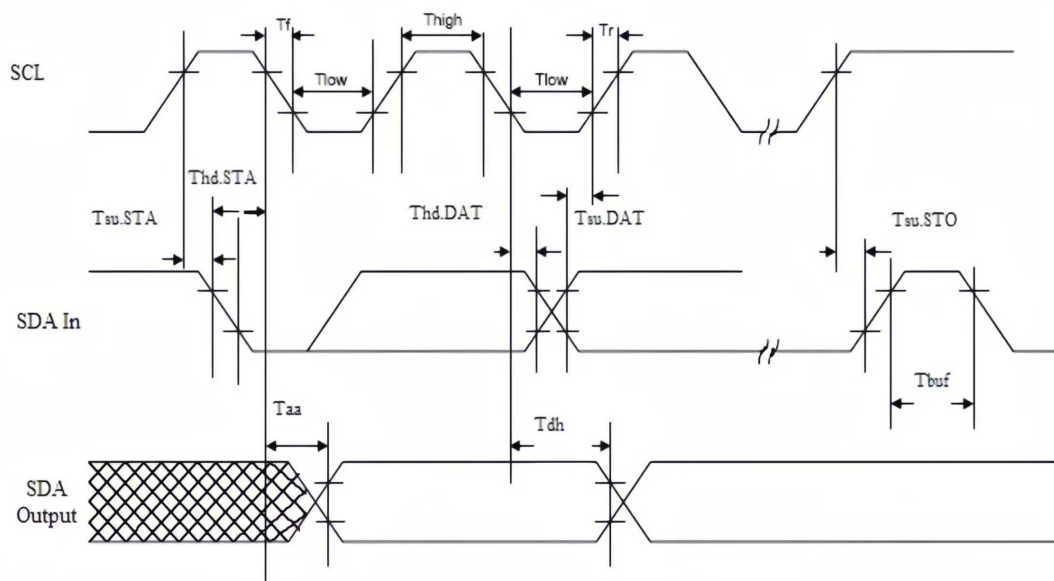 Tf
Thigh
Tr
SCL
Tlow
Tlow
Thd.STA
Tsu.STA
Thd.DAT
Tsu.DAT
Tsu.STO
SDA In
Tbuf
Taa
Tdh
SDA
Output